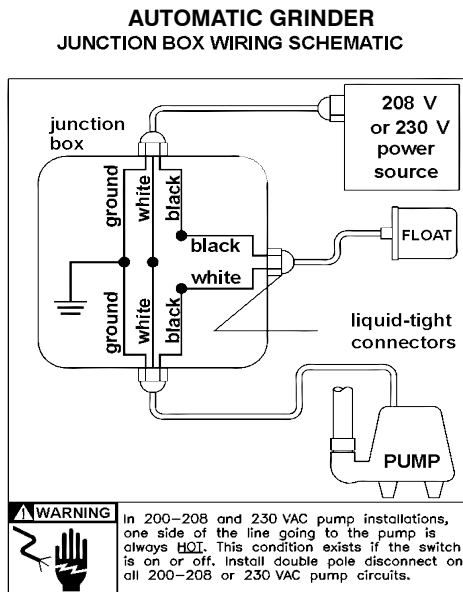 AUTOMATIC GRINDER
JUNCTION BOX WIRING SCHEMATIC
208 V
or 230 V
power
source
junction
box
ground
white
black
FLOAT
black
white
ground
white
black
liquid-tight
connectors
PUMP
WARNING
In 200-208 and 230 VAC pump installations,
one side of the line going to the pump is
always HOT. This condition exists if the switch
is on or off. Install double pole disconnect on
all 200-208 or 230 VAC pump circuits.